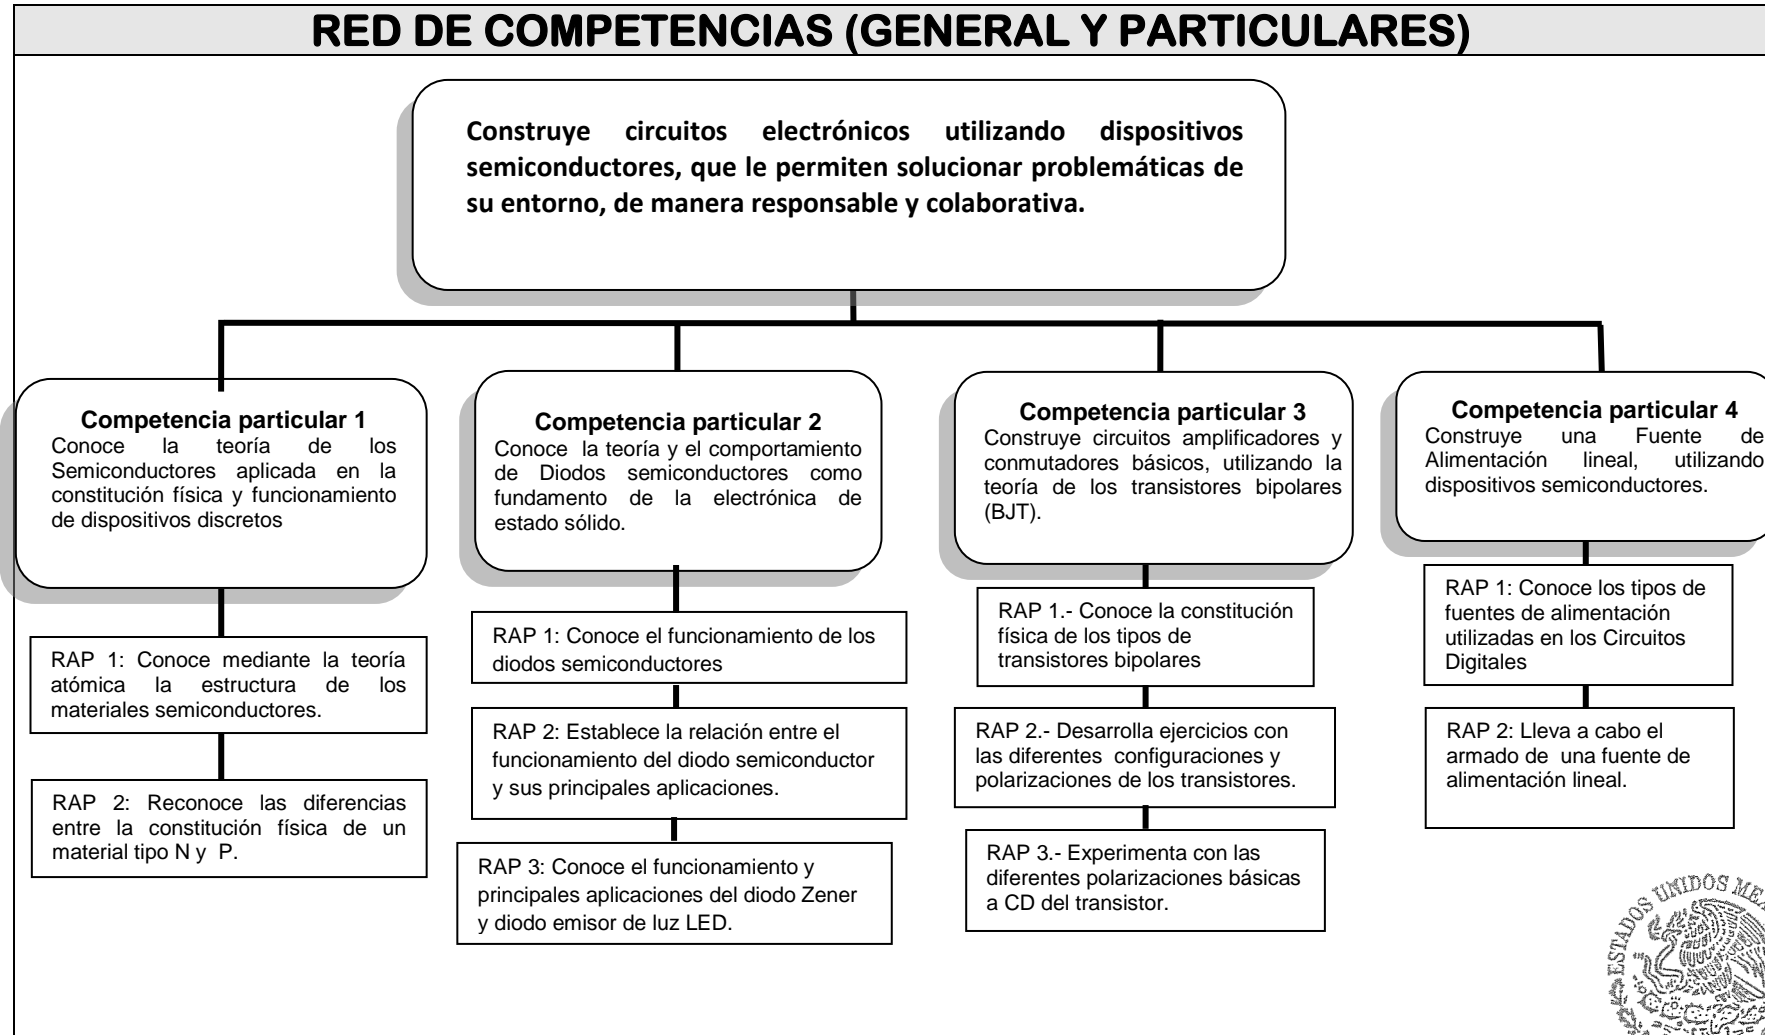 RED DE COMPETENCIAS (GENERAL Y PARTICULARES)
Construye circuitos electrónicos utilizando dispositivos
semiconductores, que le permiten solucionar problemáticas de
su entorno, de manera responsable y colaborativa.
Competencia particular 1
Conoce la teoría de los
Semiconductores aplicada en la
constitución física y funcionamiento
de dispositivos discretos
RAP 1: Conoce mediante la teoría
atómica la estructura de los
materiales semiconductores.
RAP 2: Reconoce las diferencias
entre la constitución física de un
material tipo N y P.
Competencia particular 2
Conoce la teoría y el comportamiento
de Diodos semiconductores como
fundamento de la electrónica de
estado sólido.
RAP 1: Conoce el funcionamiento de los
diodos semiconductores
RAP 2: Establece la relación entre el
funcionamiento del diodo semiconductor
y sus principales aplicaciones.
RAP 3: Conoce el funcionamiento y
principales aplicaciones del diodo Zener
y diodo emisor de luz LED.
Competencia particular 3
Construye circuitos amplificadores y
conmutadores básicos, utilizando la
teoría de los transistores bipolares
(BJT).
RAP 1.- Conoce la constitución
física de los tipos de
transistores bipolares
RAP 2.- Desarrolla ejercicios con
las diferentes configuraciones y
polarizaciones de los transistores.
RAP 3.- Experimenta con las
diferentes polarizaciones básicas
a CD del transistor.
Competencia particular 4
Construye una Fuente de
Alimentación lineal, utilizando
dispositivos semiconductores.
RAP 1: Conoce los tipos de
fuentes de alimentación
utilizadas en los Circuitos
Digitales
RAP 2: Lleva a cabo el
armado de una fuente de
alimentación lineal.
ESTADOS UNIDOS